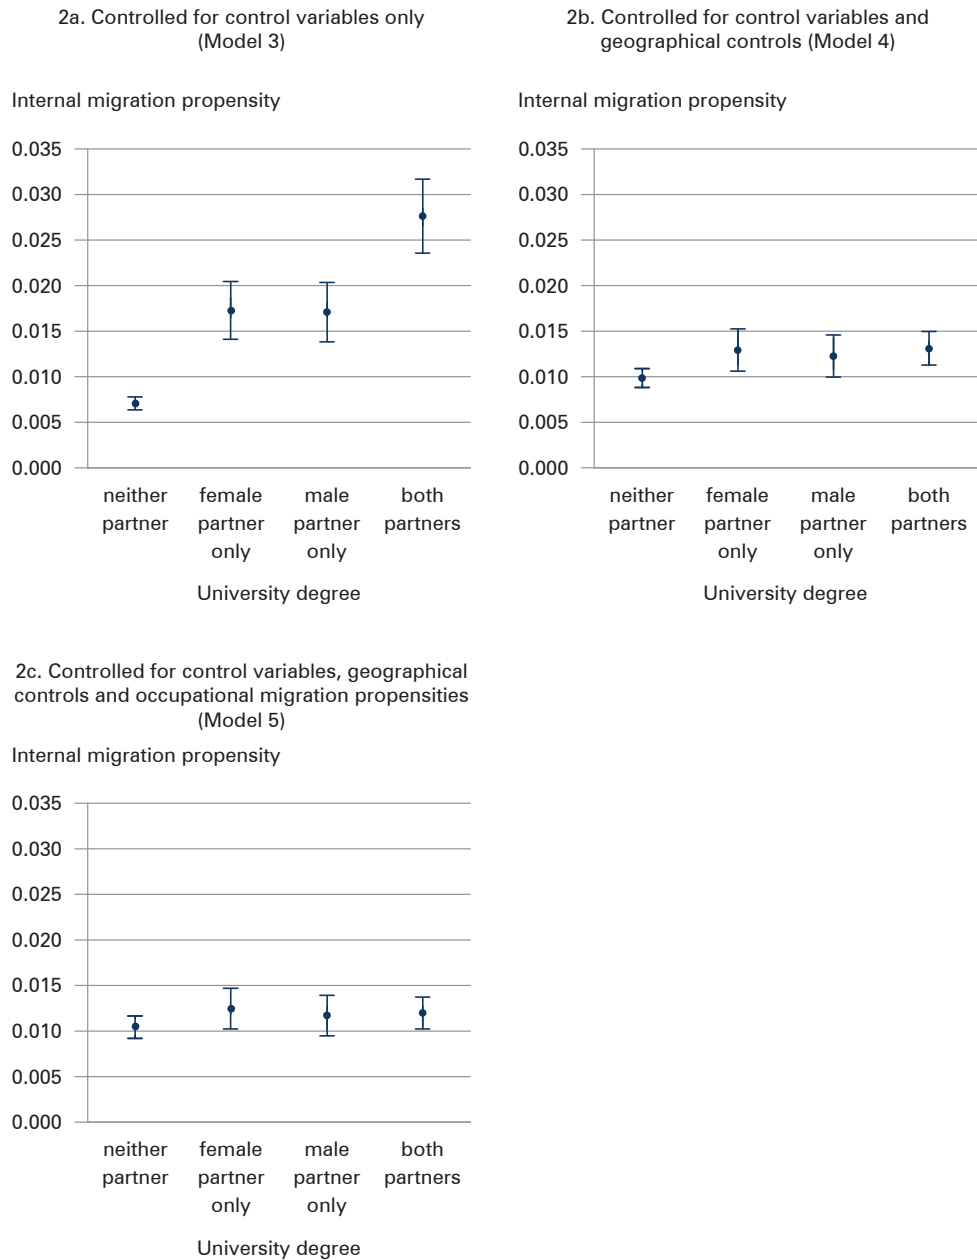 2a. Controlled for control variables only
(Model 3)
Internal migration propensity
0.035
0.030
0.025
0.020
0.015
0.010
0.005
0.000
neither
partner
female
partner
only
male
partner
only
both
partners
University degree
2b. Controlled for control variables and
geographical controls (Model 4)
Internal migration propensity
0.035
0.030
0.025
0.020
0.015
0.010
0.005
0.000
neither
partner
female
partner
only
male
partner
only
both
partners
University degree
2c. Controlled for control variables, geographical
controls and occupational migration propensities
(Model 5)
Internal migration propensity
0.035
0.030
0.025
0.020
0.015
0.010
0.005
0.000
neither
partner
female
partner
only
male
partner
only
both
partners
University degree